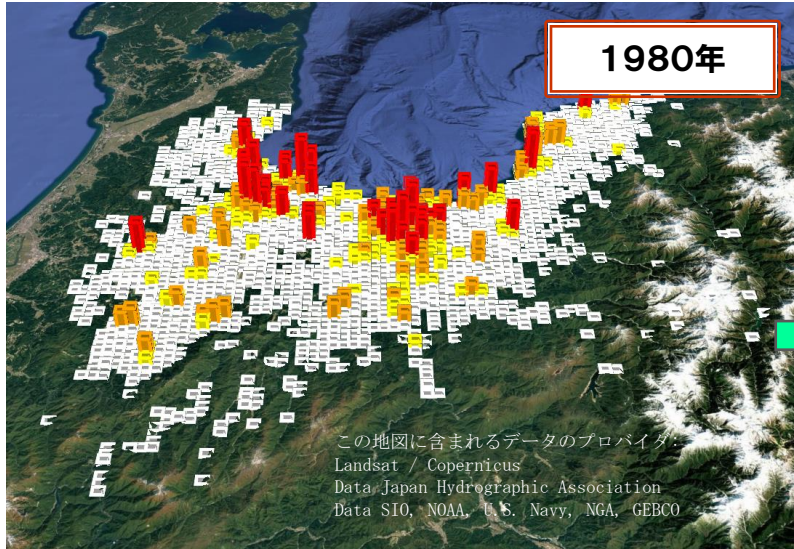 1980年
この地図に含まれるデータのプロバイダ:
Landsat / Copernicus
Data Japan Hydrographic Association
Data SIO, NOAA, U.S. Navy, NGA, GEBCO